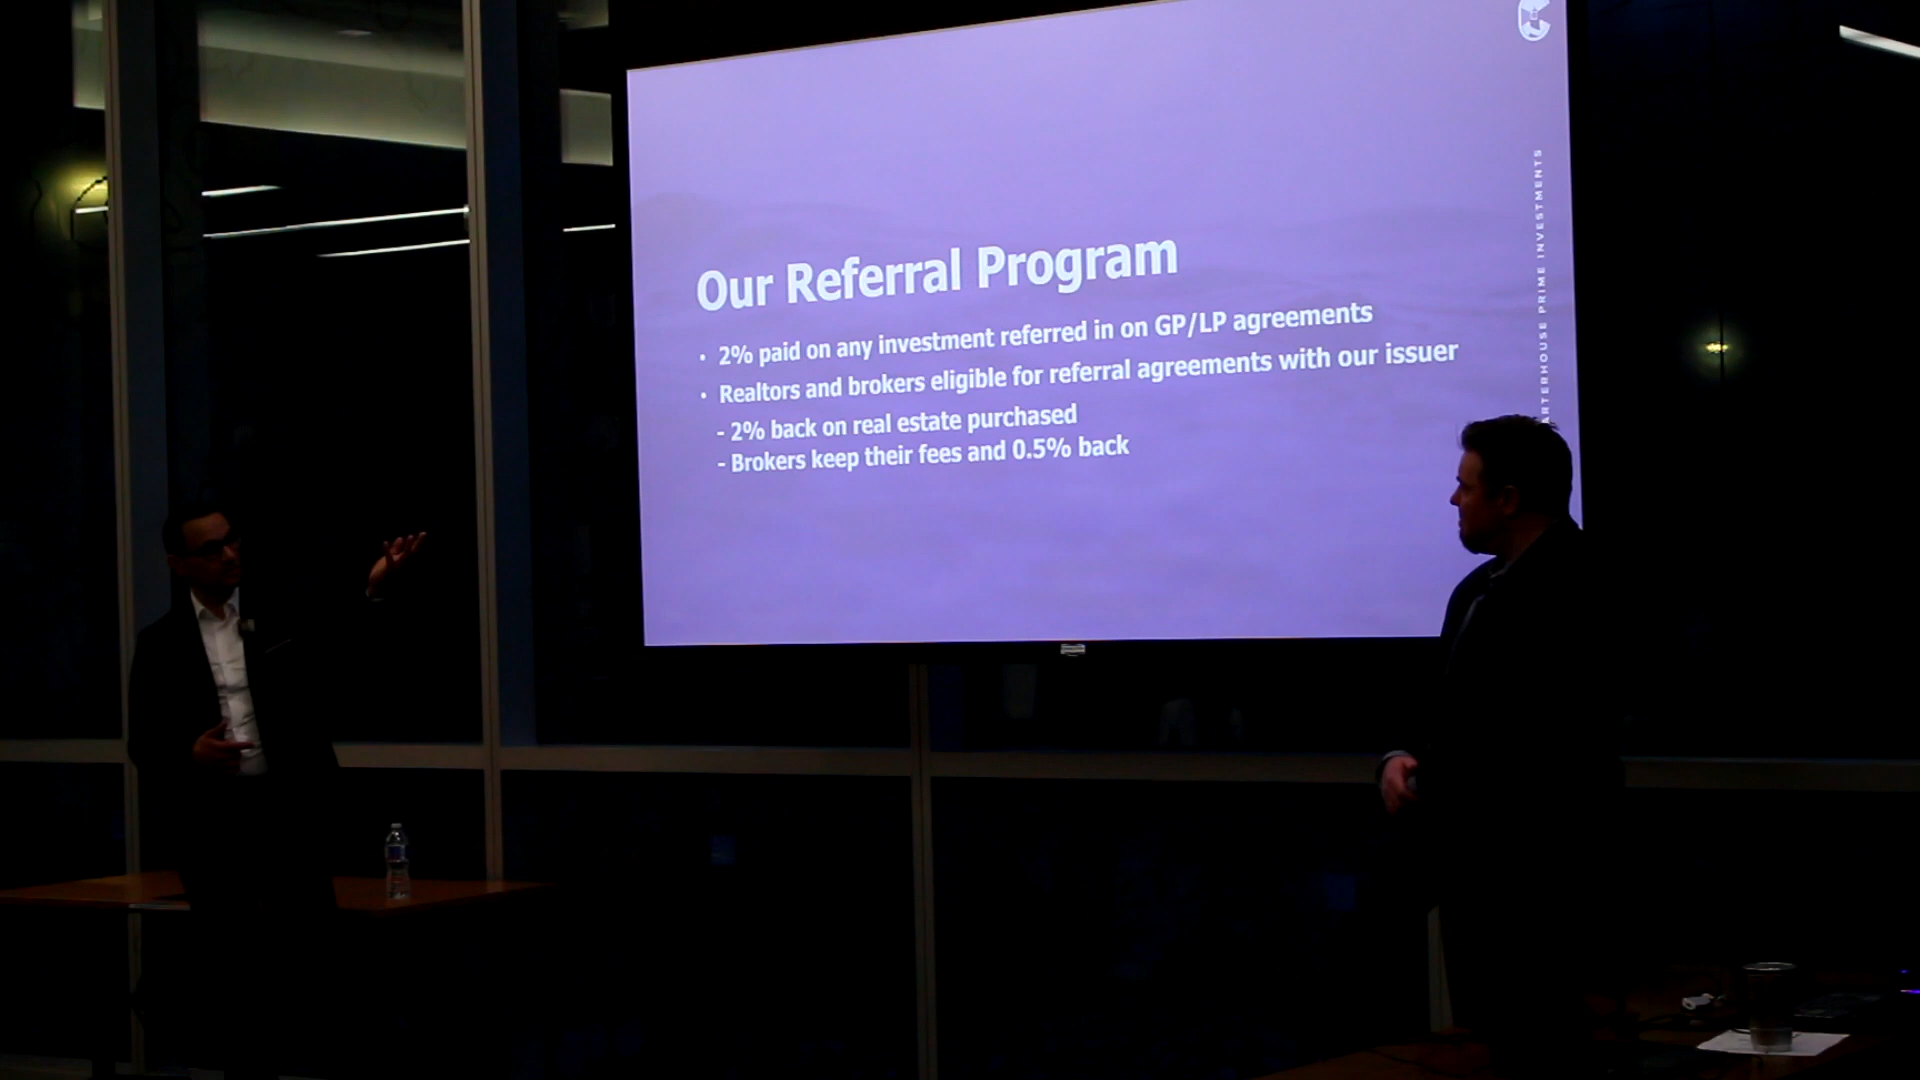 Our Referral Program
• 2% paid on any investment referred in on GP/LP agreements
• Realtors and brokers eligible for referral agreements with our issuer
- 2% back on real estate purchased
- Brokers keep their fees and 0.5% back
PRIME INVESTMENTS